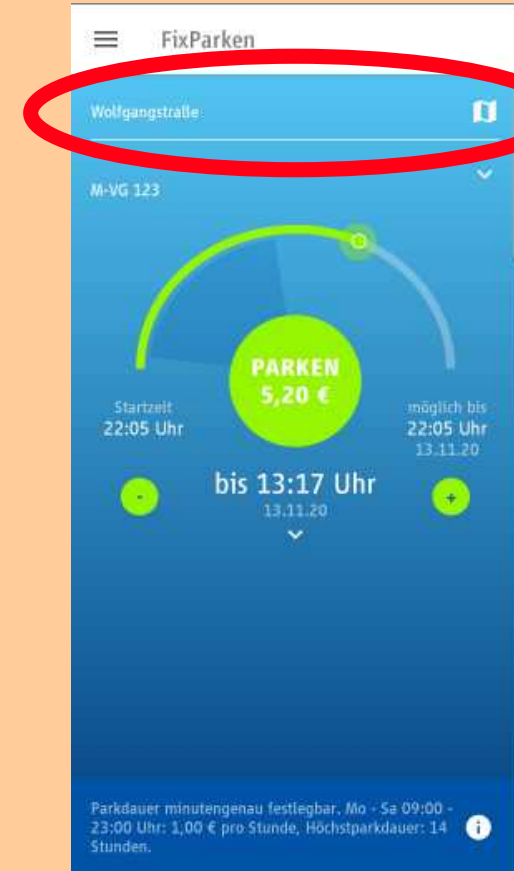 FixParken
Wolfgangstraße
M-VG 123
PARKEN
5,20 €
Startzeit
22:05 Uhr
möglich bis
22:05 Uhr
13.11.20
-
bis 13:17 Uhr
+
13.11.20
Parkdauer minutengenau festlegbar, Mo - Sa 09:00 -
23:00 Uhr: 1,00 € pro Stunde, Höchstparkdauer: 14
Stunden.
i